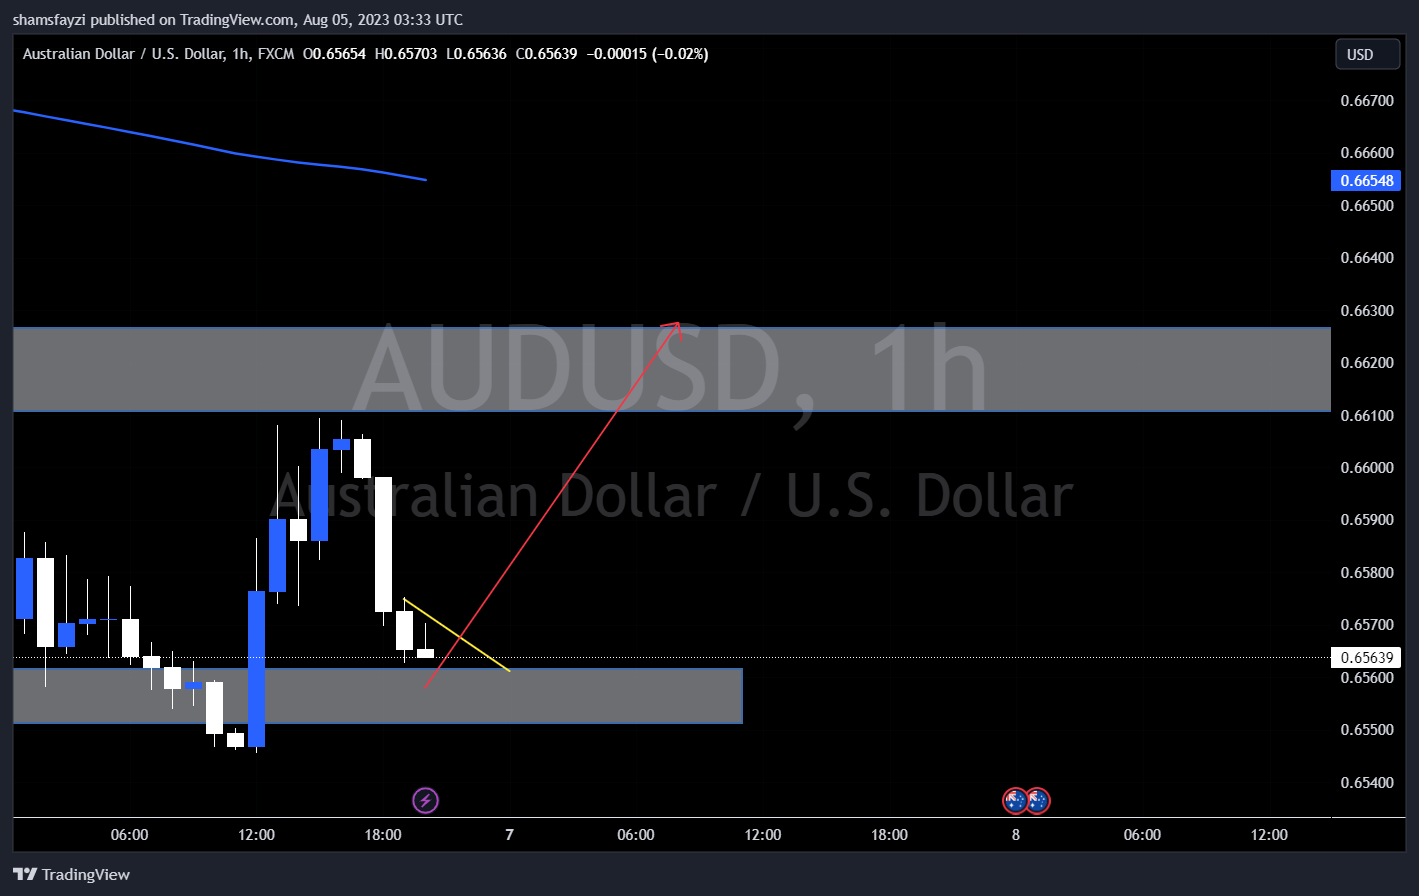 shamsfayzi published on TradingView.com, Aug 05, 2023 03:33 UTC
Australian Dollar / U.S. Dollar, 1h, FXCM O0.65654 H0.65703 L0.65636 C0.65639 −0.00015 (−0.02%)
USD
0.66700
0.66600
0.66548
0.66500
0.66400
0.66300
0.66200
0.66100
0.66000
0.65900
0.65800
0.65700
0.65639
0.65600
0.65500
0.65400
AUDUSD, 1h
Australian Dollar / U.S. Dollar
06:00 12:00 18:00 7 06:00 12:00 18:00 8 06:00 12:00
TradingView